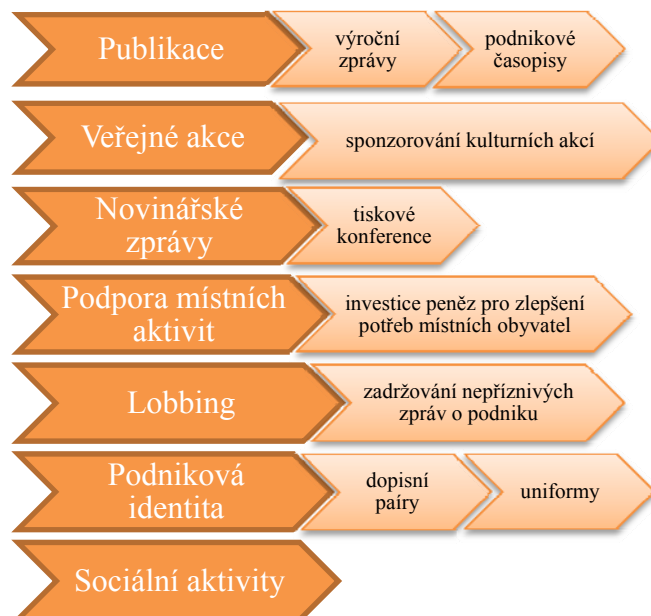 Publikace
výroční
zprávy
podnikové
časopisy
Veřejné akce
sponzorování kulturních akcí
Novinářské
zprávy
tiskové
konference
Podpora místních
aktivit
investice peněz pro zlepšení
potřeb místních obyvatel
Lobbing
zadržování nepříznivých
zpráv o podniku
Podniková
identita
dopisní
paíry
uniformy
Sociální aktivity